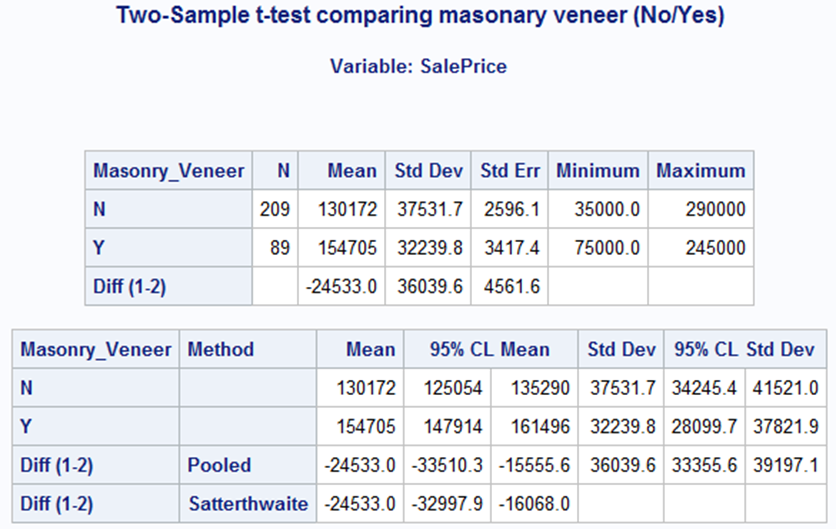 Two-Sample t-test comparing masonary veneer (No/Yes)
Variable: SalePrice
Masonry_Veneer N Mean Std Dev Std Err Minimum Maximum
N 209 130172 37531.7 2596.1 35000.0 290000
Y 89 154705 32239.8 3417.4 75000.0 245000
Diff (1-2) -24533.0 36039.6 4561.6
Masonry_Veneer Method Mean 95% CL Mean Std Dev 95% CL Std Dev
N 130172 125054 135290 37531.7 34245.4 41521.0
Y 154705 147914 161496 32239.8 28099.7 37821.9
Diff (1-2) Pooled -24533.0 -33510.3 -15555.6 36039.6 33355.6 39197.1
Diff (1-2) Satterthwaite -24533.0 -32997.9 -16068.0